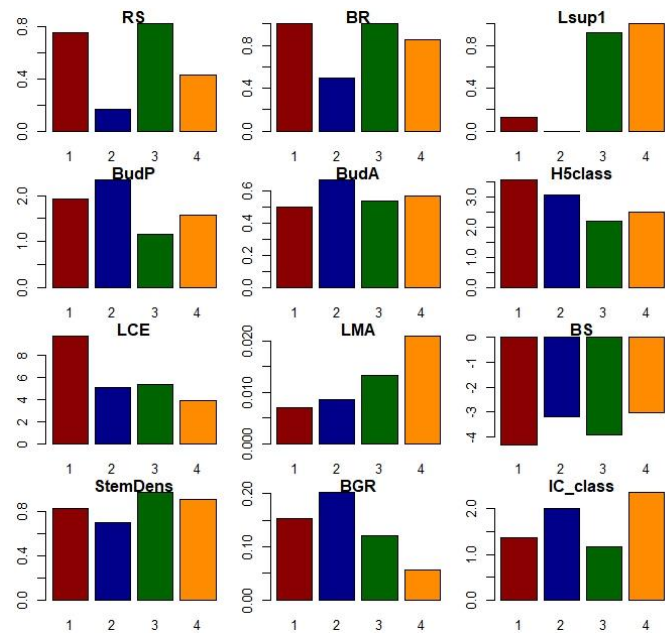 RS BR Lsup1
0.0 0.4 0.8
0.0 0.4 0.8
0.0 0.4 0.8
1 2 3 4
1 2 3 4
1 2 3 4
BudP BudA H5class
0.0 1.0 2.0
0.0 0.2 0.4 0.6
0.0 1.0 2.0 3.0
1 2 3 4
1 2 3 4
1 2 3 4
LCE LMA BS
0 2 4 6 8
0.000 0.010 0.020
-4 -3 -2 -1 0
1 2 3 4
1 2 3 4
1 2 3 4
StemDens BGR IC_class
0.0 0.4 0.8
0.00 0.10 0.20
0.0 1.0 2.0
1 2 3 4
1 2 3 4
1 2 3 4